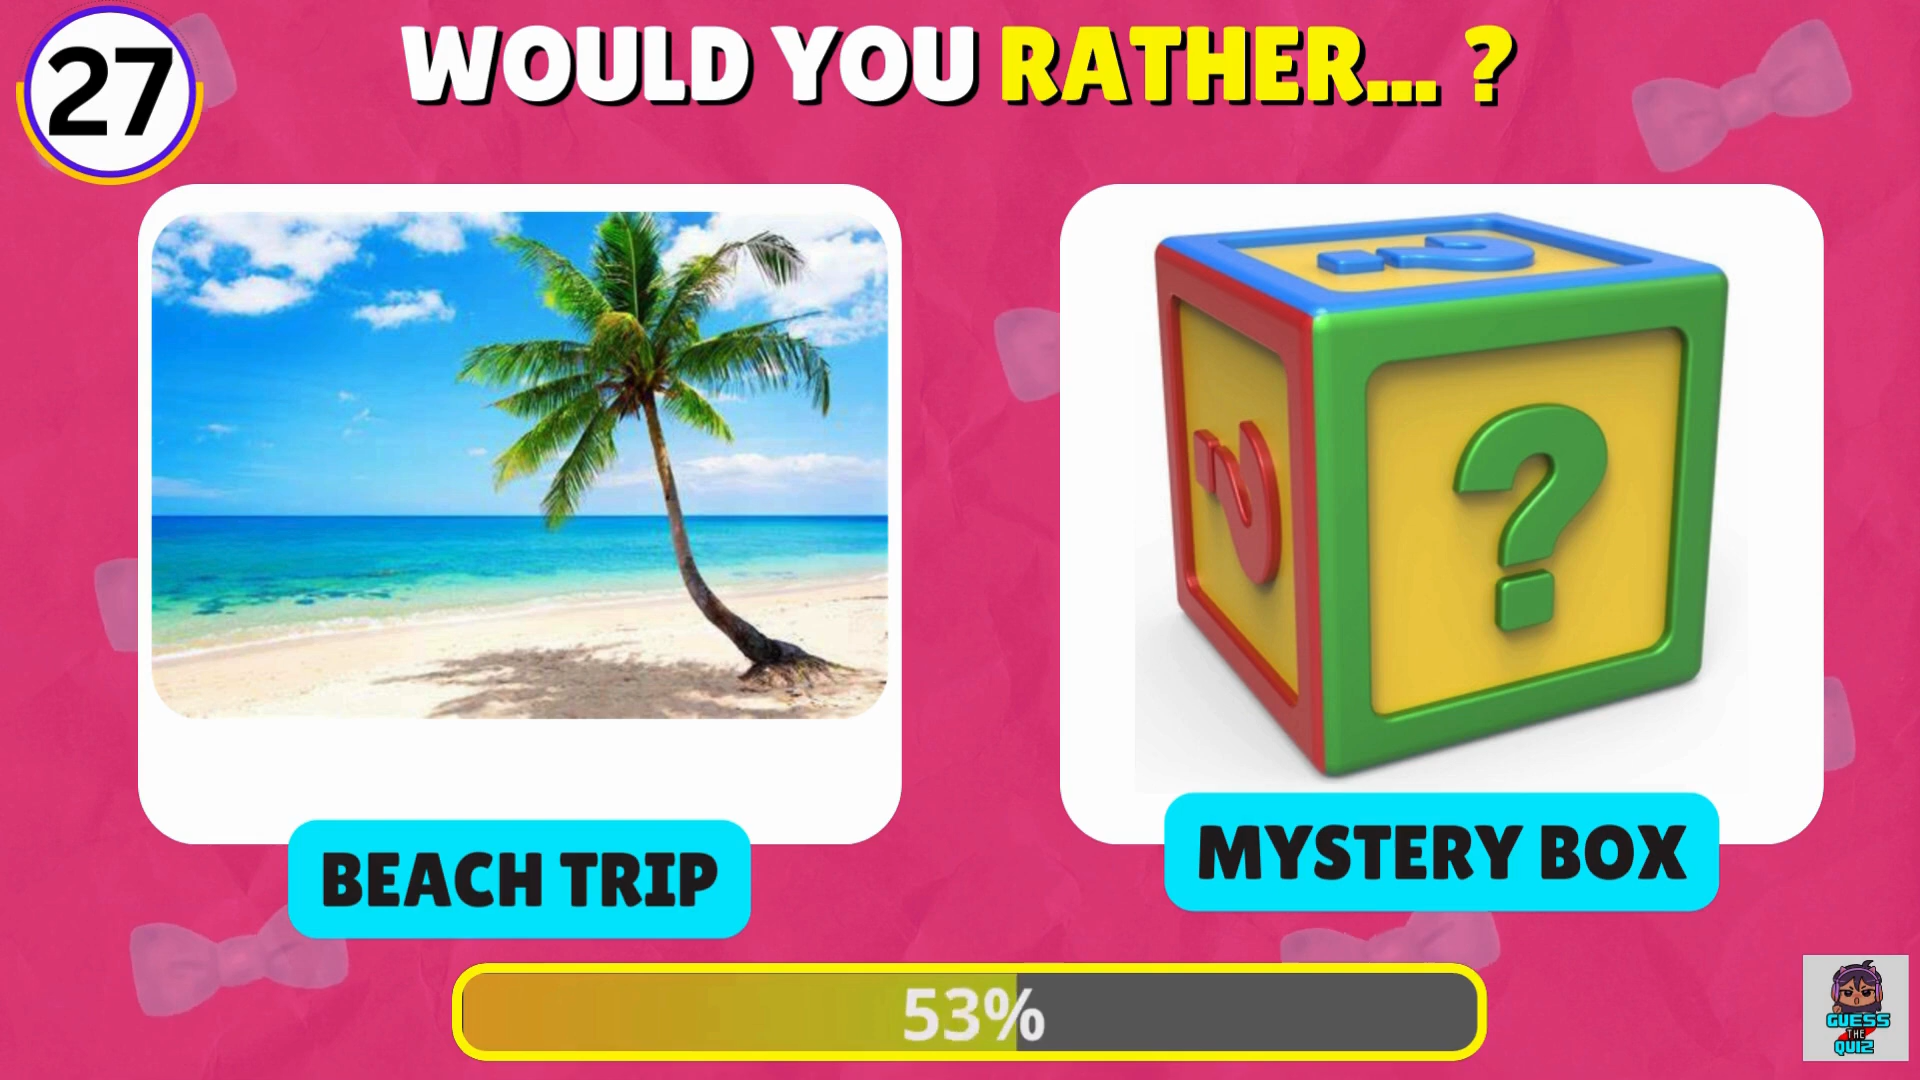 27
WOULD YOU RATHER... ?
?
?
?
BEACH TRIP
MYSTERY BOX
53%
GUESS
THE
QUIZ